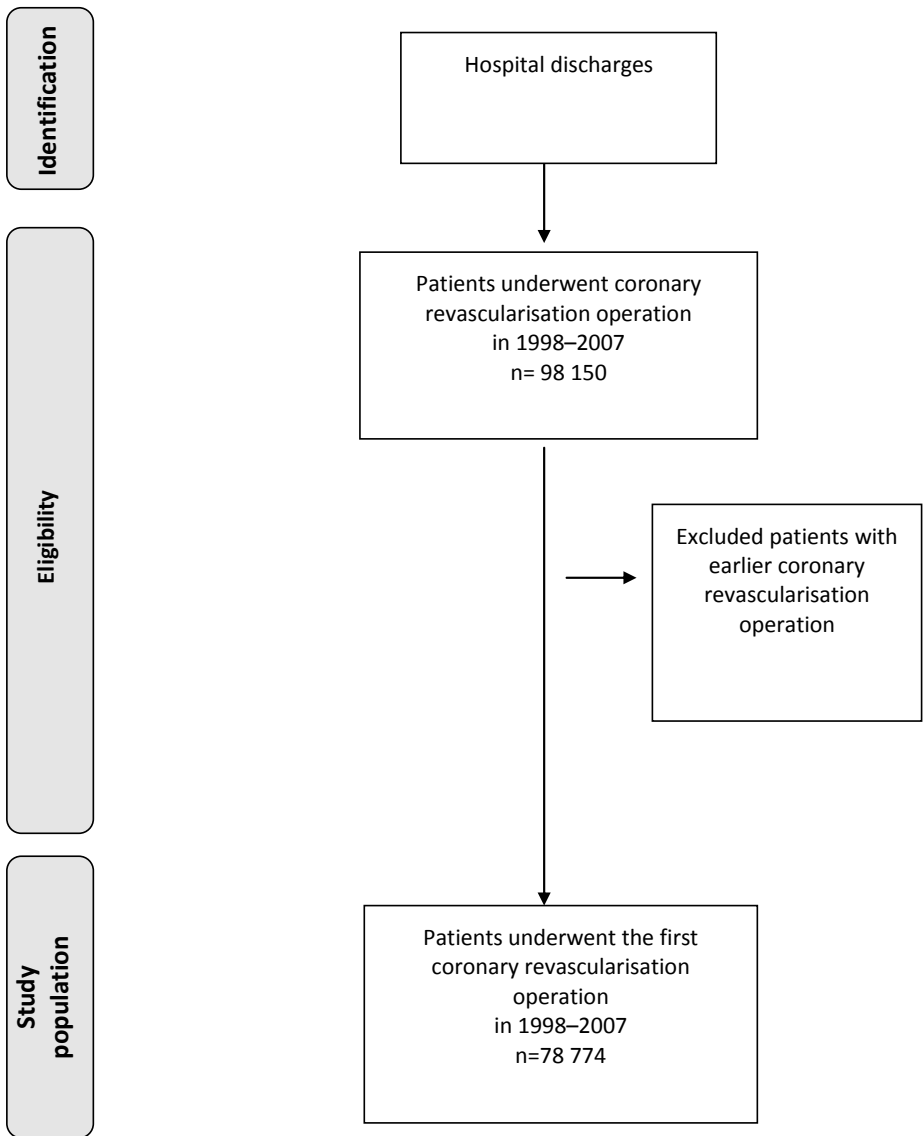 Identification
Hospital discharges
Eligibility
Patients underwent coronary
revascularisation operation
in 1998–2007
n= 98 150
Excluded patients with
earlier coronary
revascularisation
operation
Study
population
Patients underwent the first
coronary revascularisation
operation
in 1998–2007
n=78 774